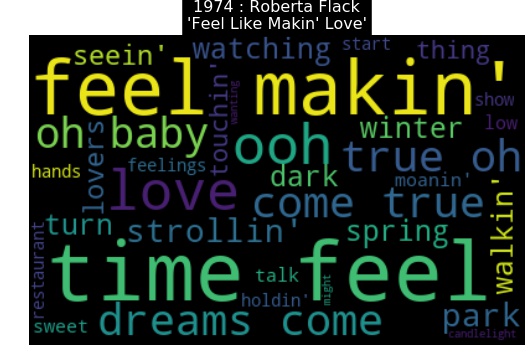 1974 : Roberta Flack
'Feel Like Makin' Love'
seein' watching start thing
feel makin'
touchin' wanting show
oh baby ooh winter low
lovers true oh
hands feelings dark moanin'
love come true
turn strollin' spring walkin'
restaurant time feel
talk
holdin' might
sweet dreams come park
candlelight